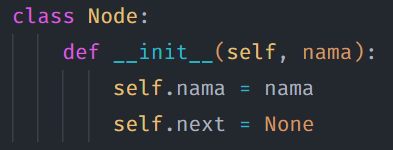 class Node:
    def __init__(self, nama):
        self.nama = nama
        self.next = None